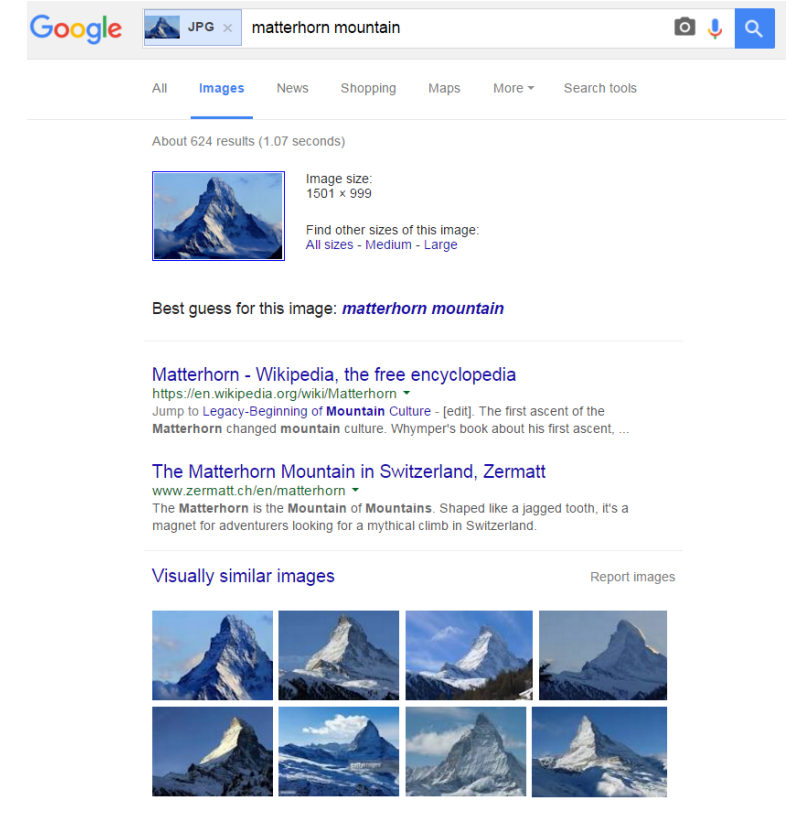 Google
JPG × matterhorn mountain
All Images News Shopping Maps More Search tools
About 624 results (1.07 seconds)
Image size:
1501 × 999
Find other sizes of this image:
All sizes - Medium - Large
Best guess for this image: matterhorn mountain
Matterhorn - Wikipedia, the free encyclopedia
https://en.wikipedia.org/wiki/Matterhorn
Jump to Legacy-Beginning of Mountain Culture - [edit]. The first ascent of the
Matterhorn changed mountain culture. Whymper's book about his first ascent, ...
The Matterhorn Mountain in Switzerland, Zermatt
www.zermatt.ch/en/matterhorn
The Matterhorn is the Mountain of Mountains. Shaped like a jagged tooth, it's a
magnet for adventurers looking for a mythical climb in Switzerland.
Visually similar images Report images
gettyimages